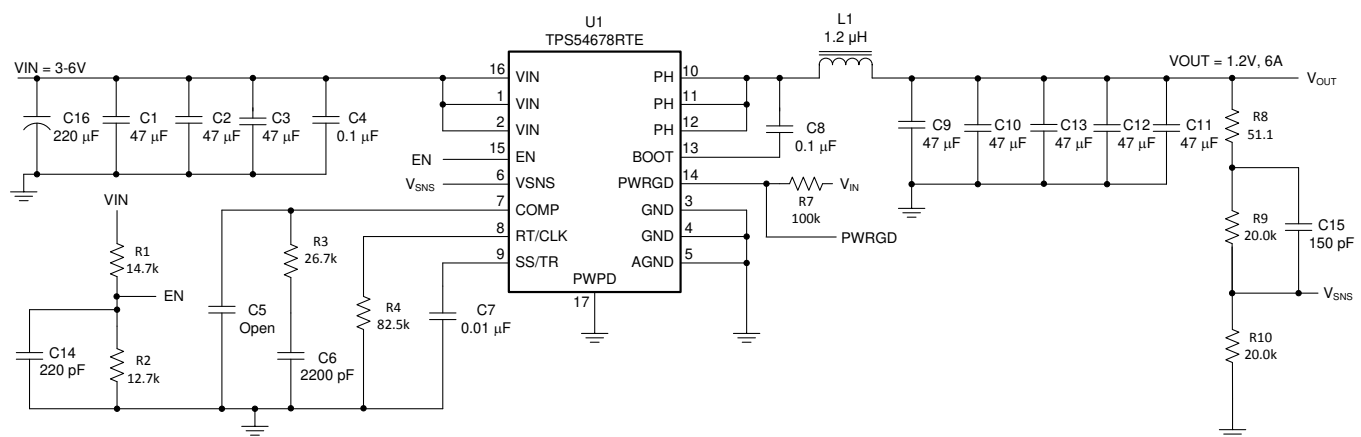 U1
TPS54678RTE
L1
1.2 µH
VIN = 3-6V
VOUT = 1.2V, 6A
VOUT
C16
220 µF
C1
47 µF
C2
47 µF
C3
47 µF
C4
0.1 µF
16 VIN
1 VIN
2 VIN
EN 15 EN
VSNS 6 VSNS
7 COMP
8 RT/CLK
9 SS/TR
PH 10
PH 11
PH 12
BOOT 13
PWRGD 14
GND 3
GND 4
AGND 5
PWPD
17
C8
0.1 µF
R7
100k
VIN
PWRGD
C9
47 µF
C10
47 µF
C13
47 µF
C12
47 µF
C11
47 µF
R8
51.1
R9
20.0k
C15
150 pF
VSNS
R10
20.0k
VIN
R1
14.7k
EN
C14
220 pF
R2
12.7k
C5
Open
R3
26.7k
C6
2200 pF
R4
82.5k
C7
0.01 µF